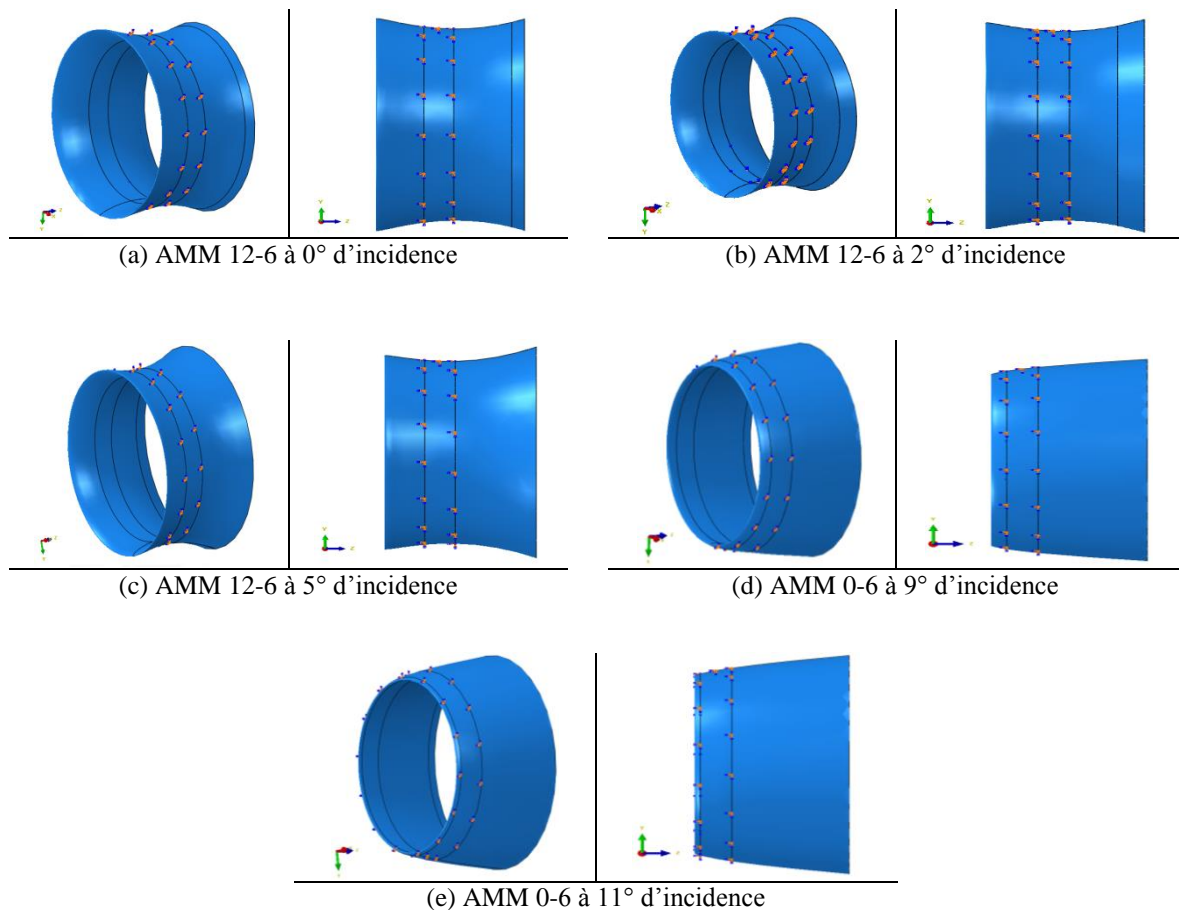 (a) AMM 12-6 à 0° d’incidence
(b) AMM 12-6 à 2° d’incidence
(c) AMM 12-6 à 5° d’incidence
(d) AMM 0-6 à 9° d’incidence
(e) AMM 0-6 à 11° d’incidence